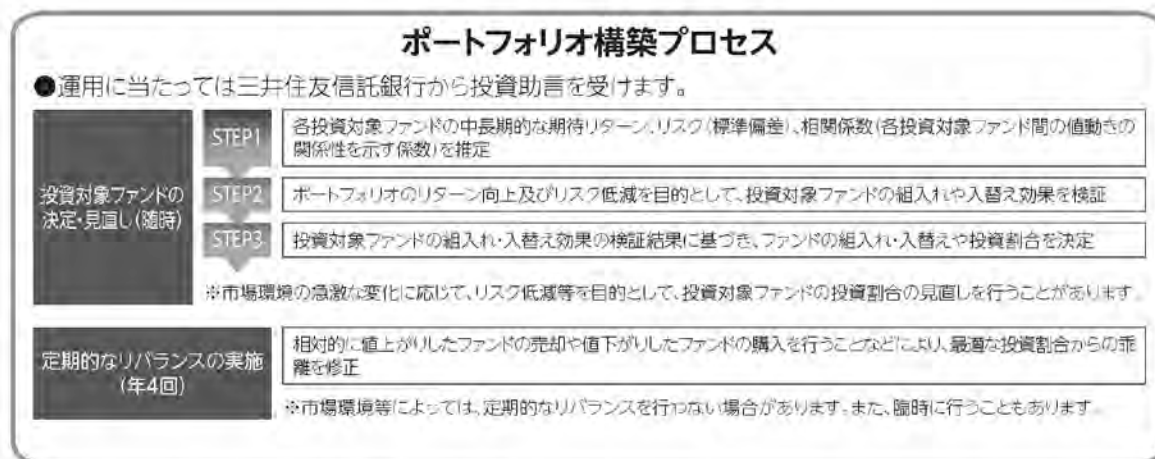 ポートフォリオ構築プロセス
●運用に当たっては三井住友信託銀行から投資助言を受けます。
投資対象ファンドの
決定・見直し(随時)
STEP1
各投資対象ファンドの中長期的な期待リターン、リスク(標準偏差)、相関係数(各投資対象ファンド間の値動きの
関係性を示す係数)を推定
STEP2
ポートフォリオのリターン向上及びリスク低減を目的として、投資対象ファンドの組入れや入替え効果を検証
STEP3
投資対象ファンドの組入れ・入替え効果の検証結果に基づき、ファンドの組入れ・入替えや投資割合を決定
※市場環境の急激な変化に応じて、リスク低減等を目的として、投資対象ファンドの投資割合の見直しを行うことがあります。
定期的なリバランスの実施
(年4回)
相対的に値上がりしたファンドの売却や値下がりしたファンドの購入を行うことなどにより、最適な投資割合からの乖
離を修正
※市場環境等によっては、定期的なリバランスを行わない場合があります。また、臨時に行うこともあります。